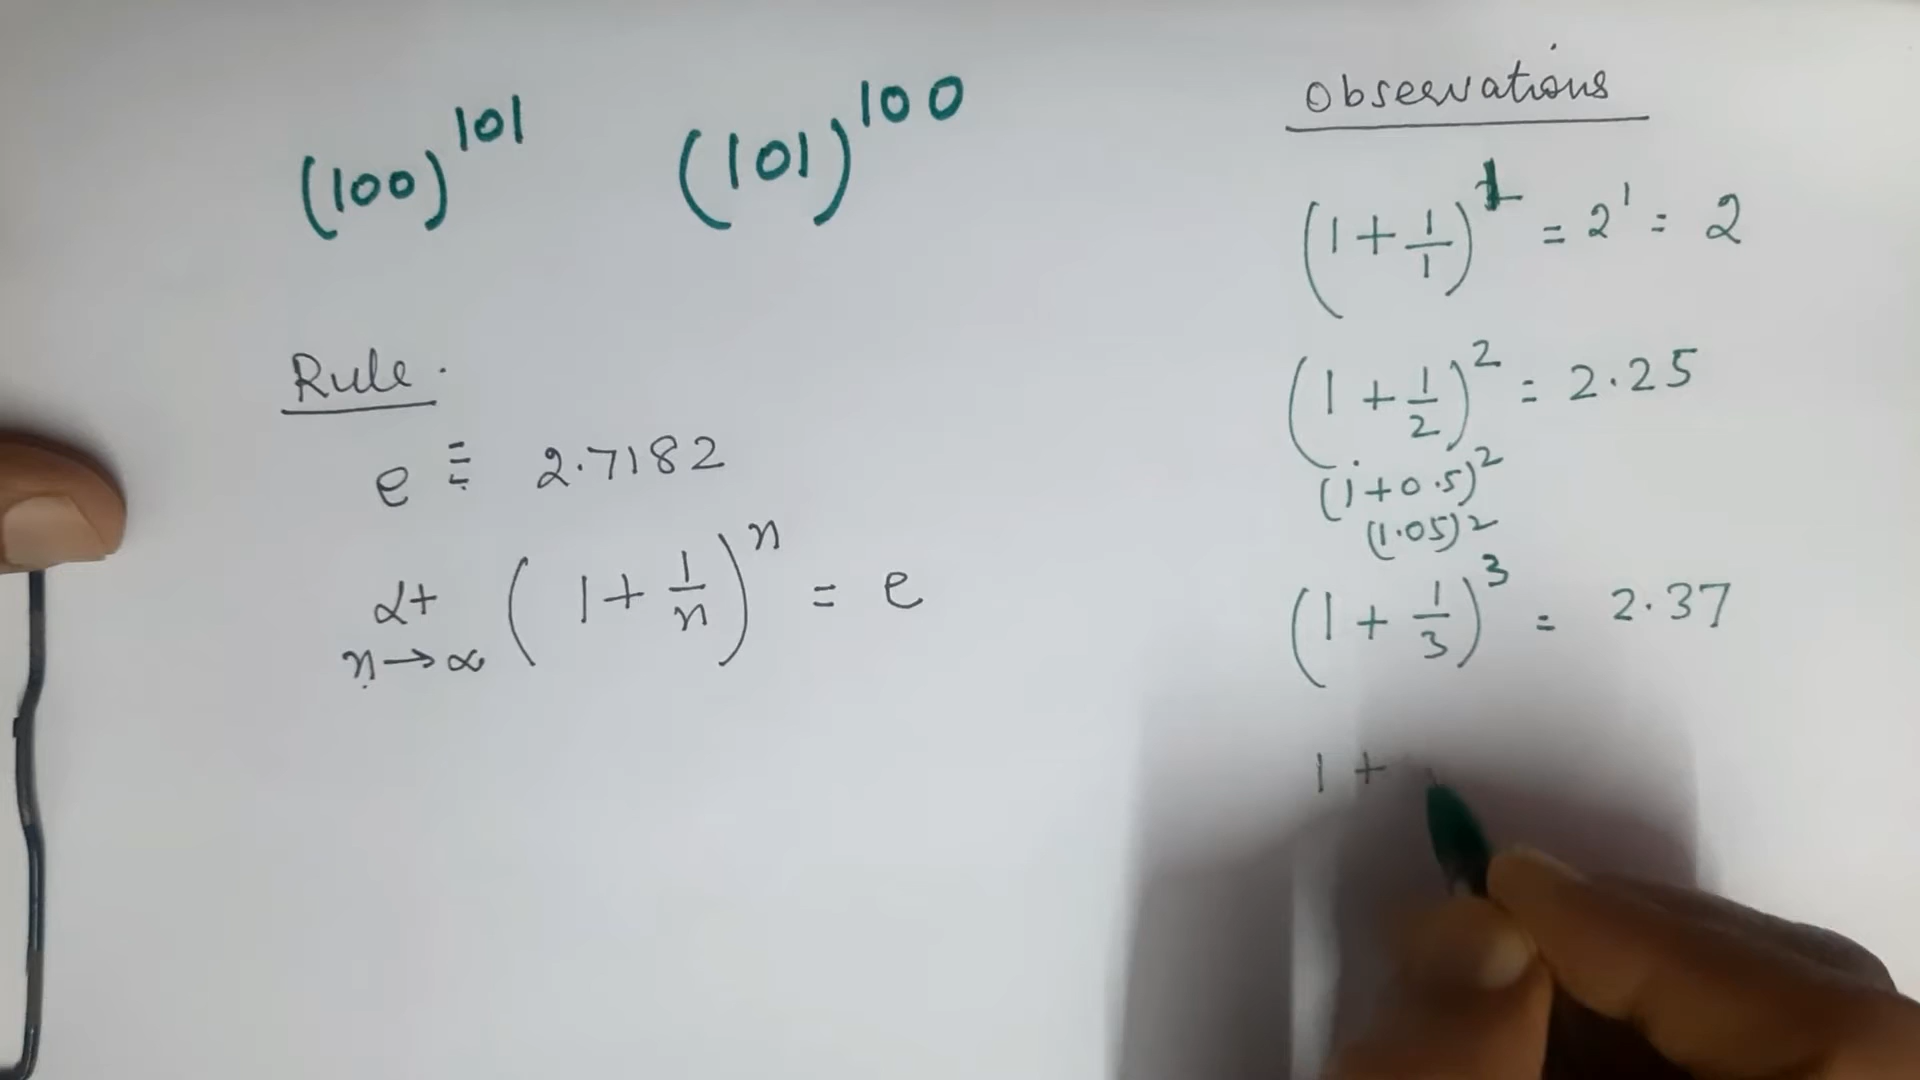 (100)^101 (101)^100
Rule.
e ≡ 2.7182
Lt n→∞ (1 + 1/n)^n = e
Observations
(1 + 1/1)^1 = 2^1 = 2
(1 + 1/2)^2 = 2.25
(1+0.5)^2
(1.05)^2
(1 + 1/3)^3 = 2.37
1 +